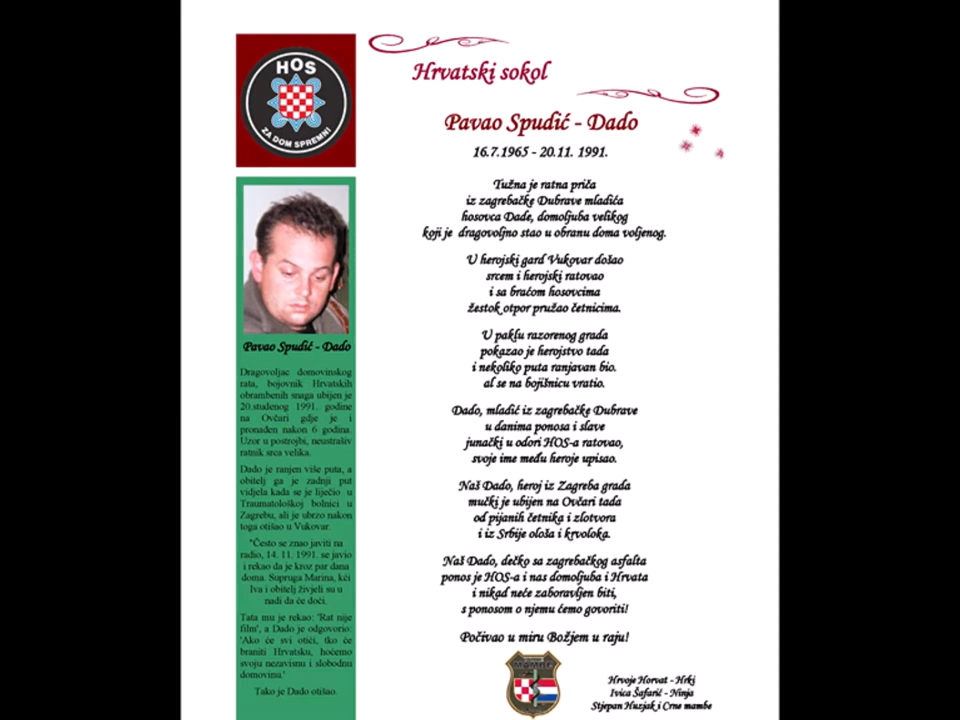 HOS
ZA DOM SPREMNI
Hrvatski sokol
Pavao Spudić - Dado
16.7.1965 - 20.11. 1991.
Tužna je ratna priča
iz zagrebačke Dubrave mladića
hosovca Dade, domoljuba velikog
koji je dragovoljno stao u obranu doma voljenog.
U herojski gard Vukovar došao
srcem i herojski ratovao
i sa braćom hosovcima
žestok otpor pružao četnicima.
U paklu razorenog grada
pokazao je herojstvo tada
i nekoliko puta ranjavan bio.
al se na bojišnicu vratio.
Dado, mladić iz zagrebačke Dubrave
u danima ponosa i slave
junački u odori HOS-a ratovao,
svoje ime među heroje upisao.
Naš Dado, heroj iz Zagreba grada
mučki je ubijen na Ovčari tada
od pijanih četnika i zlotvora
i iz Srbije ološa i krvoloka.
Naš Dado, dečko sa zagrebačkog asfalta
ponos je HOS-a i nas domoljuba i Hrvata
i nikad neće zaboravljen biti,
s ponosom o njemu ćemo govoriti!
Počivao u miru Božjem u raju!
Pavao Spudić - Dado
Dragovoljac domovinskog
rata, bojovnik Hrvatskih
obrambenih snaga ubijen je
20.studenog 1991. godine
na Ovčari gdje je i
pronađen nakon 6 godina.
Uzor u postrojbi, neustrašiv
ratnik srca velika.
Dado je ranjen više puta, a
obitelj ga je zadnji put
vidjela kada se je liječio u
Traumatološkoj bolnici u
Zagrebu, ali je ubrzo nakon
toga otišao u Vukovar.
"Često se znao javiti na
radio, 14. 11. 1991. se javio
i rekao da je kroz par dana
doma. Supruga Marina, kći
Iva i obitelj živjeli su u
nadi da će doći.
Tata mu je rekao: 'Rat nije
film', a Dado je odgovorio:
'Ako će svi otići, tko će
braniti Hrvatsku, hoćemo
svoju nezavisnu i slobodnu
domovinu.'
Tako je Dado otišao.
MAMBE
Hrvoje Horvat - Hrki
Ivica Šafarić - Ninja
Stjepan Huzjak i Crne mambe